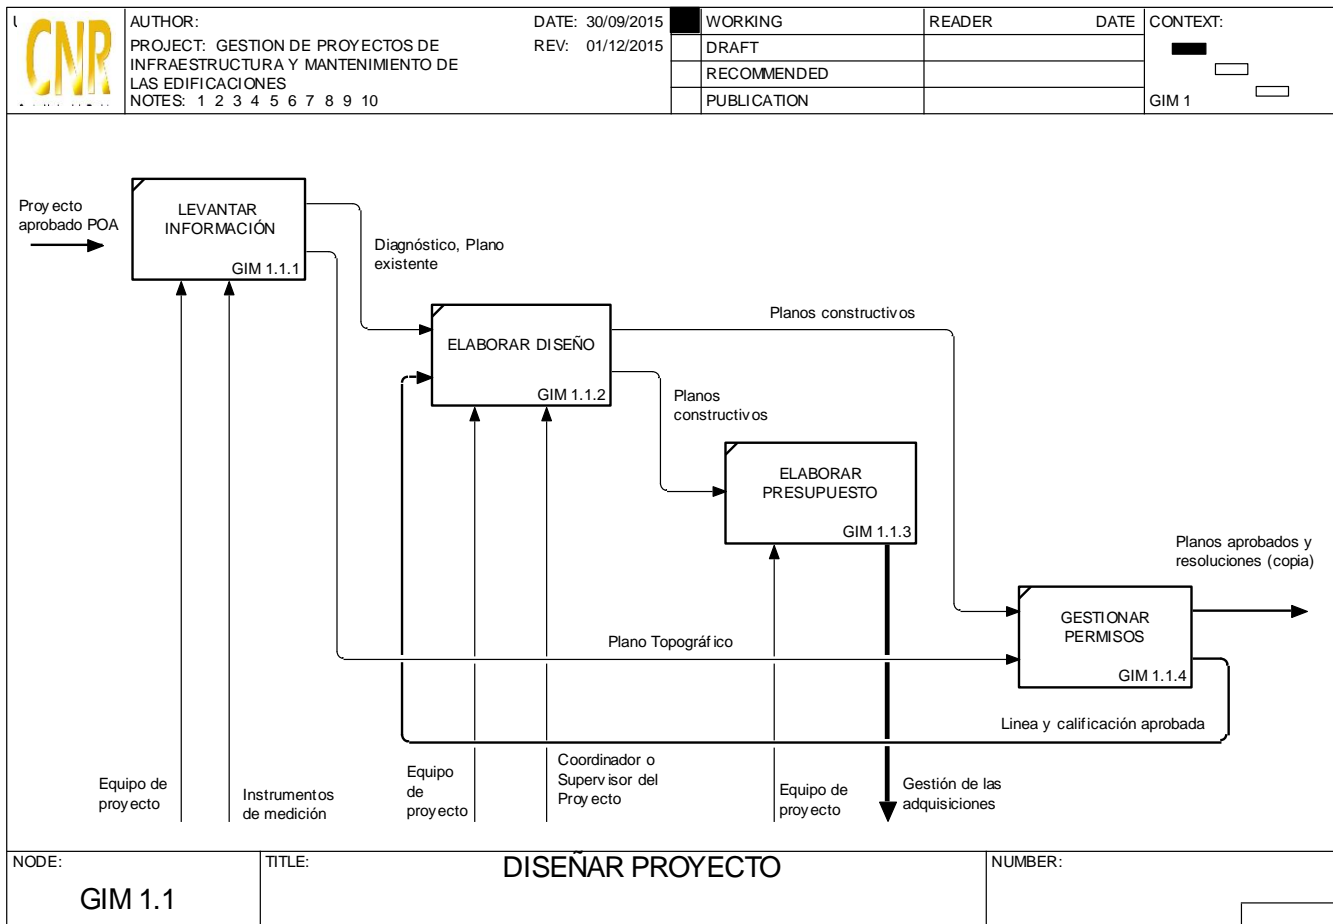 CNR
AUTHOR:
DATE: 30/09/2015
PROJECT: GESTION DE PROYECTOS DE
INFRAESTRUCTURA Y MANTENIMIENTO DE
LAS EDIFICACIONES
REV: 01/12/2015
NOTES: 1 2 3 4 5 6 7 8 9 10
WORKING
DRAFT
RECOMMENDED
PUBLICATION
READER DATE
CONTEXT:
GIM 1
Proyecto
aprobado POA
LEVANTAR
INFORMACIÓN
GIM 1.1.1
Diagnóstico, Plano
existente
ELABORAR DISEÑO
GIM 1.1.2
Planos constructivos
Planos
constructivos
ELABORAR
PRESUPUESTO
GIM 1.1.3
Planos aprobados y
resoluciones (copia)
GESTIONAR
PERMISOS
GIM 1.1.4
Plano Topográfico
Linea y calificación aprobada
Equipo de
proyecto
Instrumentos
de medición
Equipo
de
proyecto
Coordinador o
Supervisor del
Proyecto
Equipo de
proyecto
Gestión de las
adquisiciones
NODE:
GIM 1.1
TITLE:
DISEÑAR PROYECTO
NUMBER: